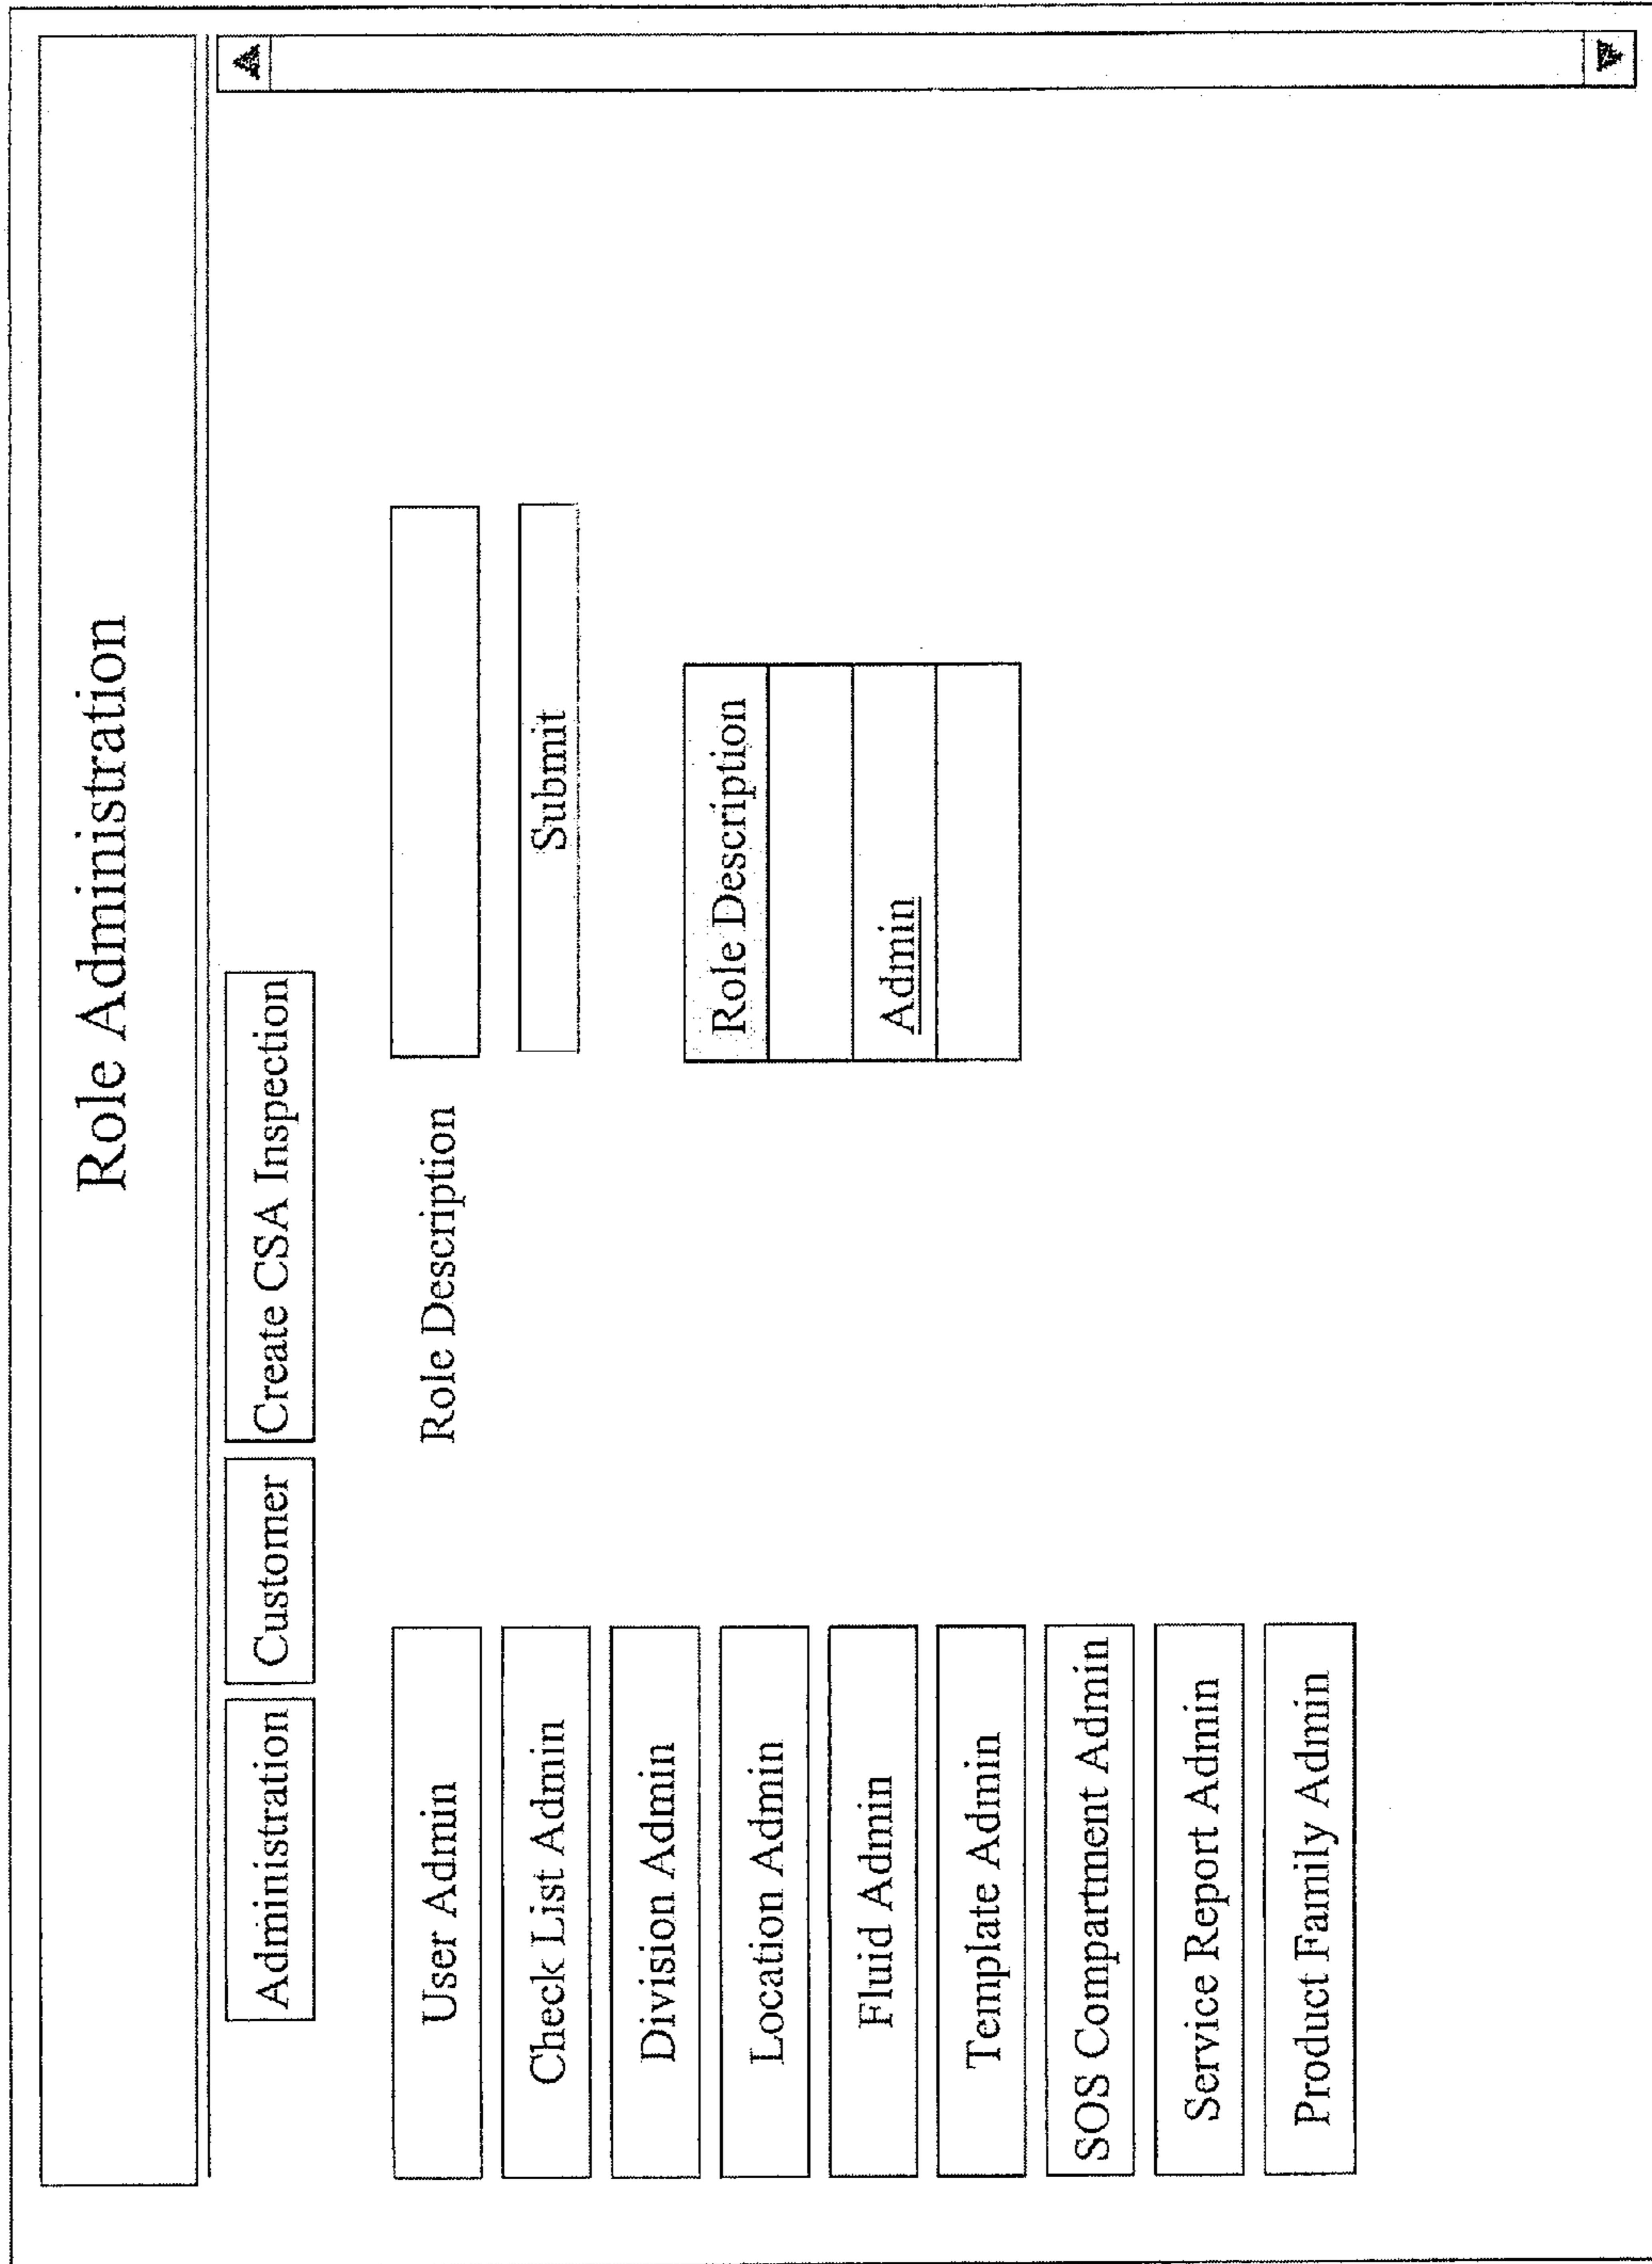 Role Administration
Administration
Customer
Create CSA Inspection
User Admin
Check List Admin
Division Admin
Location Admin
Fluid Admin
Template Admin
SOS Compartment Admin
Service Report Admin
Product Family Admin
Role Description
Submit
Role Description
Admin